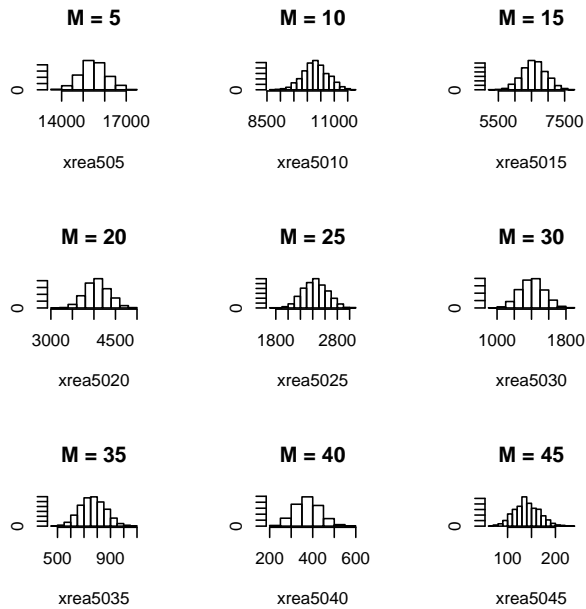 M = 5
0
14000 17000
xrea505
M = 10
0
8500 11000
xrea5010
M = 15
0
5500 7500
xrea5015
M = 20
0
3000 4500
xrea5020
M = 25
0
1800 2800
xrea5025
M = 30
0
1000 1800
xrea5030
M = 35
0
500 900
xrea5035
M = 40
0
200 400 600
xrea5040
M = 45
0
100 200
xrea5045